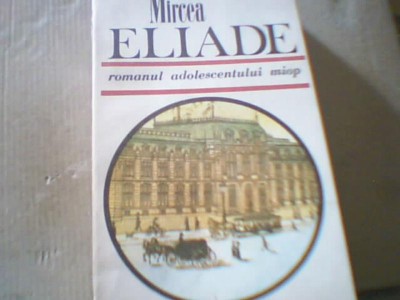 Mircea
ELIADE
romanul adolescentului miop